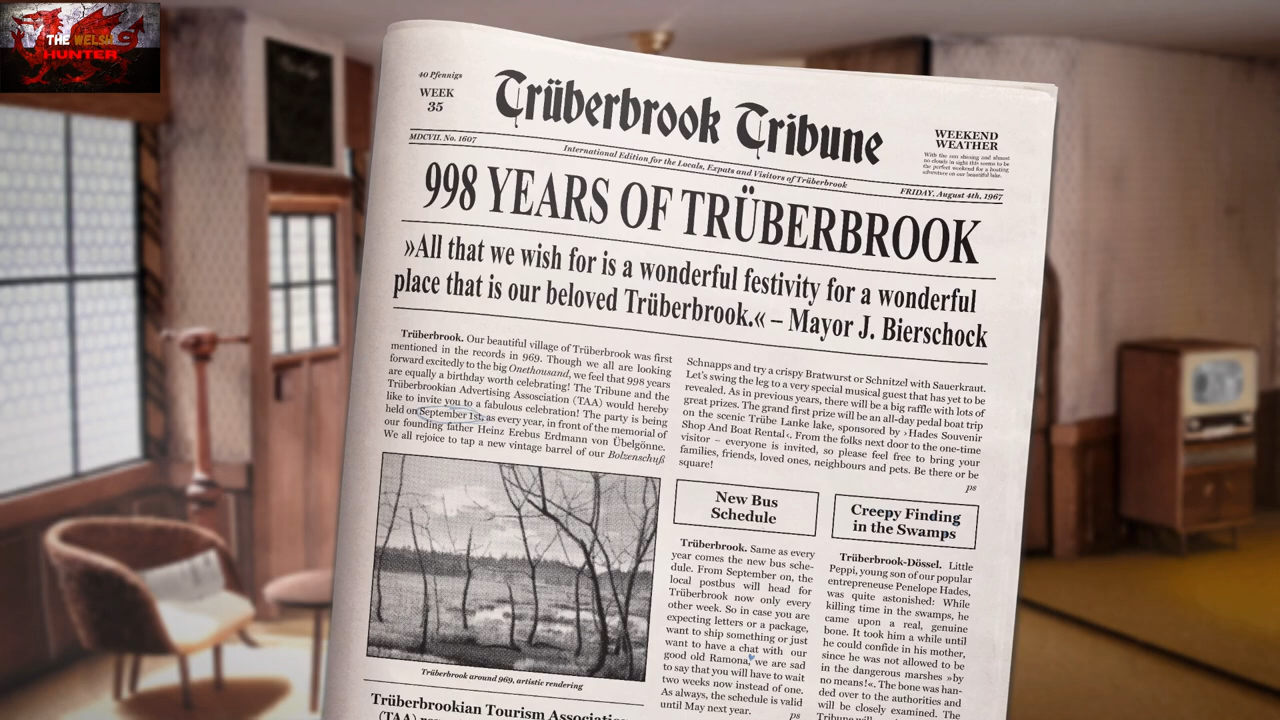 THE WELSH
HUNTER
40 Pfennigs
WEEK
35
Trüberbrook Tribune
WEEKEND
WEATHER
With the sun shining and almost
no clouds in sight this seems to be
the perfect weekend for a boating
adventure on our beautiful lake.
MDCVII. No. 1607
International Edition for the Locals, Expats and Visitors of Trüberbrook
FRIDAY, August 4th, 1967
998 YEARS OF TRÜBERBROOK
»All that we wish for is a wonderful festivity for a wonderful
place that is our beloved Trüberbrook.« – Mayor J. Bierschock
Trüberbrook. Our beautiful village of Trüberbrook was first
mentioned in the records in 969. Though we all are looking
forward excitedly to the big Onethousand, we feel that 998 years
are equally a birthday worth celebrating! The Tribune and the
Trüberbrookian Advertising Assosciation (TAA) would hereby
like to invite you to a fabulous celebration! The party is being
held on September 1st, as every year, in front of the memorial of
our founding father Heinz Erebus Erdmann von Übelgönne.
We all rejoice to tap a new vintage barrel of our Bolzenschuß
Schnapps and try a crispy Bratwurst or Schnitzel with Sauerkraut.
Let's swing the leg to a very special musical guest that has yet to be
revealed. As in previous years, there will be a big raffle with lots of
great prizes. The grand first prize will be an all-day pedal boat trip
on the scenic Trübe Lanke lake, sponsored by ›Hades Souvenir
Shop And Boat Rental‹. From the folks next door to the one-time
visitor – everyone is invited, so please feel free to bring your
families, friends, loved ones, neighbours and pets. Be there or be
square!
ps
Trüberbrook around 969, artistic rendering
Trüberbrookian Tourism Association
New Bus
Schedule
Trüberbrook. Same as every
year comes the new bus sche-
dule. From September on, the
local postbus will head for
Trüberbrook now only every
other week. So in case you are
expecting letters or a package,
want to ship something or just
want to have a chat with our
good old Ramona, we are sad
to say that you will have to wait
two weeks now instead of one.
As always, the schedule is valid
until May next year.
ps
Creepy Finding
in the Swamps
Trüberbrook-Dössel. Little
Peppi, young son of our popular
entrepreneuse Penelope Hades,
was quite astonished: While
killing time in the swamps, he
came upon a real, genuine
bone. It took him a while until
he could confide in his mother,
since he was not allowed to be
in the dangerous marshes »by
no means!«. The bone was han-
ded over to the authorities and
will be closely examined. The